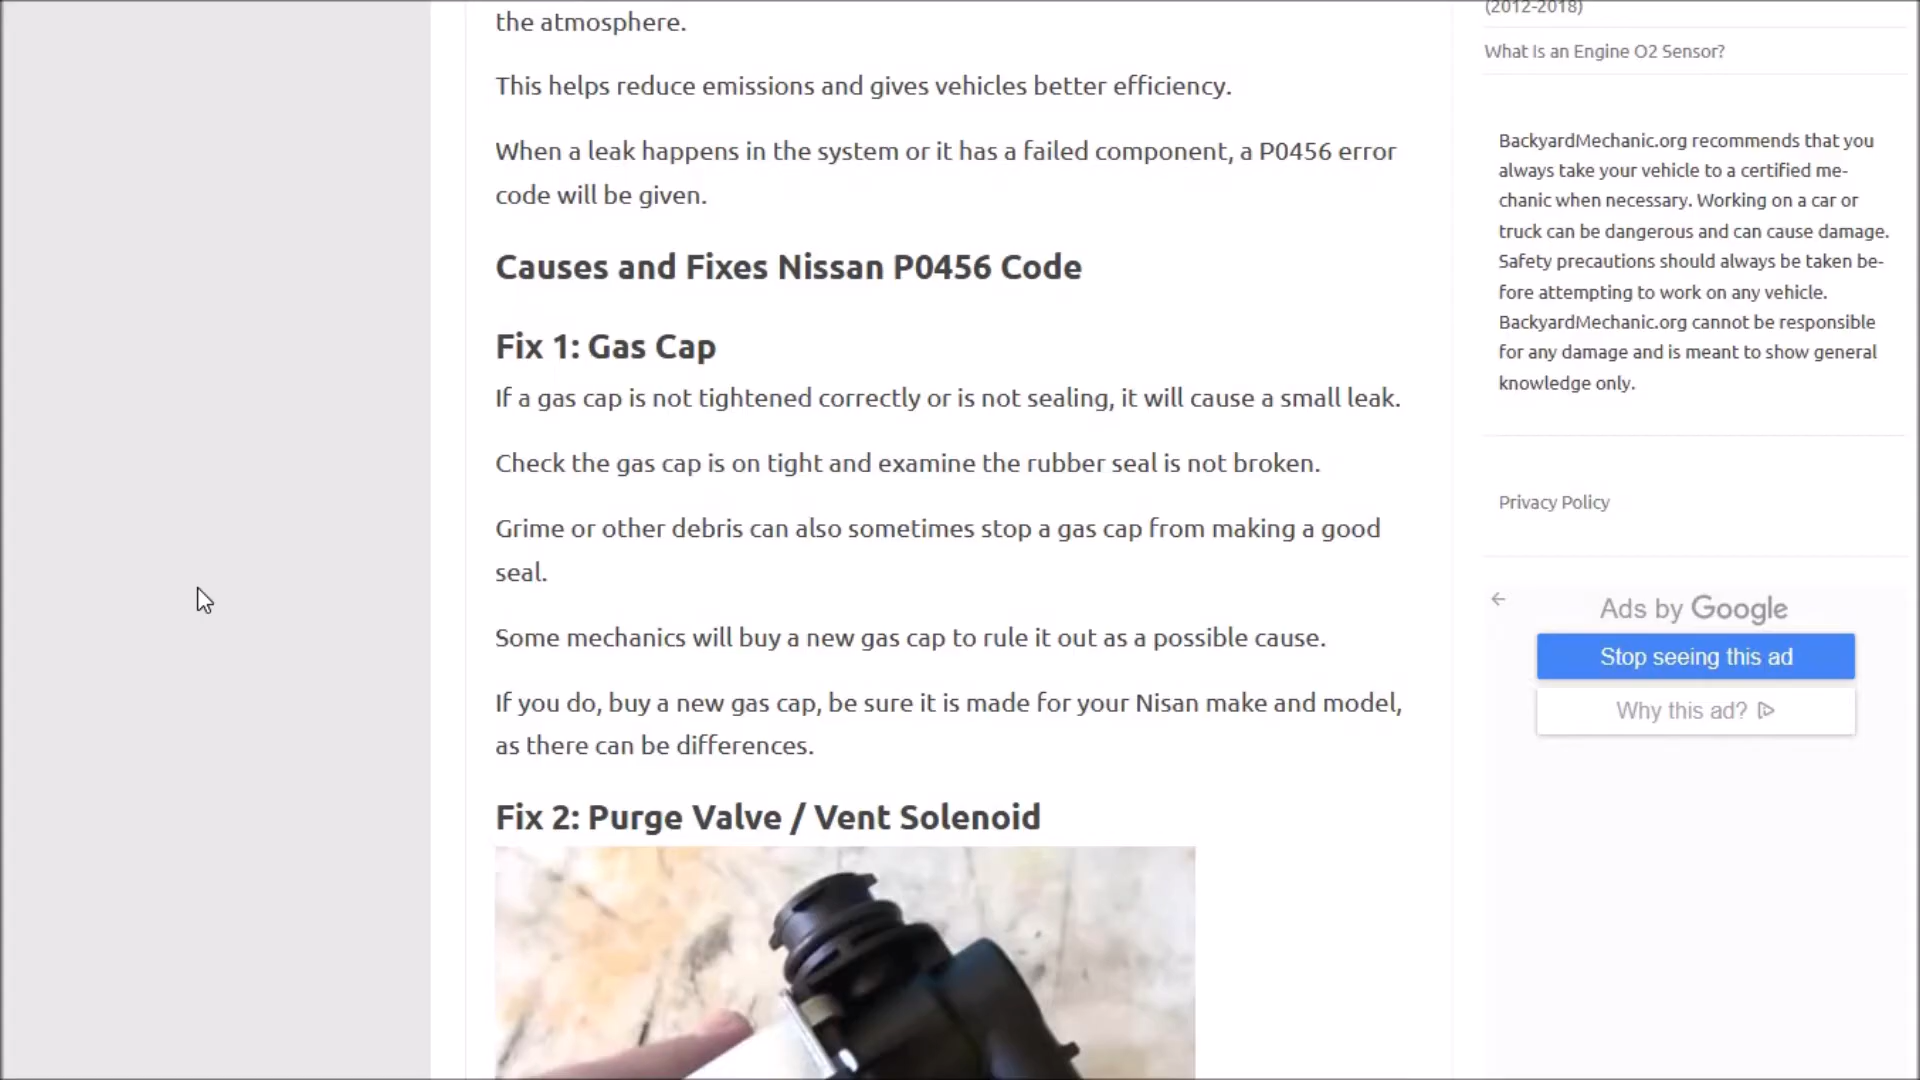 the atmosphere.
This helps reduce emissions and gives vehicles better efficiency.
When a leak happens in the system or it has a failed component, a P0456 error
code will be given.
Causes and Fixes Nissan P0456 Code
Fix 1: Gas Cap
If a gas cap is not tightened correctly or is not sealing, it will cause a small leak.
Check the gas cap is on tight and examine the rubber seal is not broken.
Grime or other debris can also sometimes stop a gas cap from making a good
seal.
Some mechanics will buy a new gas cap to rule it out as a possible cause.
If you do, buy a new gas cap, be sure it is made for your Nisan make and model,
as there can be differences.
Fix 2: Purge Valve / Vent Solenoid
(2012-2018)
What Is an Engine O2 Sensor?
BackyardMechanic.org recommends that you
always take your vehicle to a certified me-
chanic when necessary. Working on a car or
truck can be dangerous and can cause damage.
Safety precautions should always be taken be-
fore attempting to work on any vehicle.
BackyardMechanic.org cannot be responsible
for any damage and is meant to show general
knowledge only.
Privacy Policy
Ads by Google
Stop seeing this ad
Why this ad?